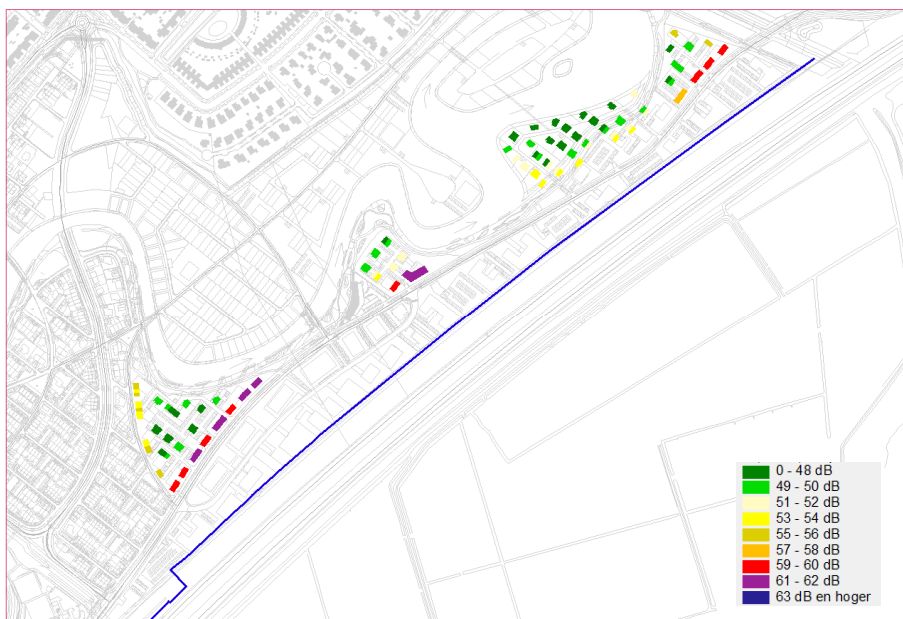 0 - 48 dB
49 - 50 dB
51 - 52 dB
53 - 54 dB
55 - 56 dB
57 - 58 dB
59 - 60 dB
61 - 62 dB
63 dB en hoger